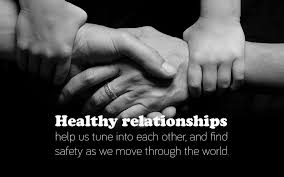 Healthy relationships
help us tune into each other, and find
safety as we move through the world.